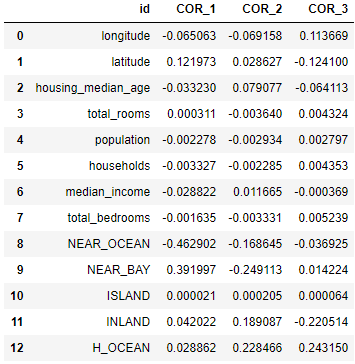 id COR_1 COR_2 COR_3
0 longitude -0.065063 -0.069158 0.113669
1 latitude 0.121973 0.028627 -0.124100
2 housing_median_age -0.033230 0.079077 -0.064113
3 total_rooms 0.000311 -0.003640 0.004324
4 population -0.002278 -0.002934 0.002797
5 households -0.003327 -0.002285 0.004353
6 median_income -0.028822 0.011665 -0.000369
7 total_bedrooms -0.001635 -0.003331 0.005239
8 NEAR_OCEAN -0.462902 -0.168645 -0.036925
9 NEAR_BAY 0.391997 -0.249113 0.014224
10 ISLAND 0.000021 0.000205 0.000064
11 INLAND 0.042022 0.189087 -0.220514
12 H_OCEAN 0.028862 0.228466 0.243150